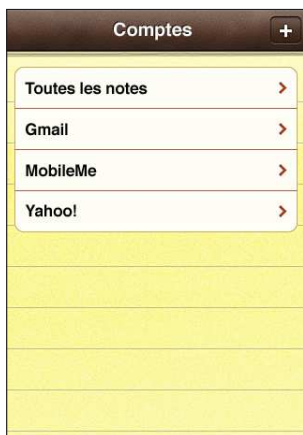 Comptes +
Toutes les notes
Gmail
MobileMe
Yahoo!